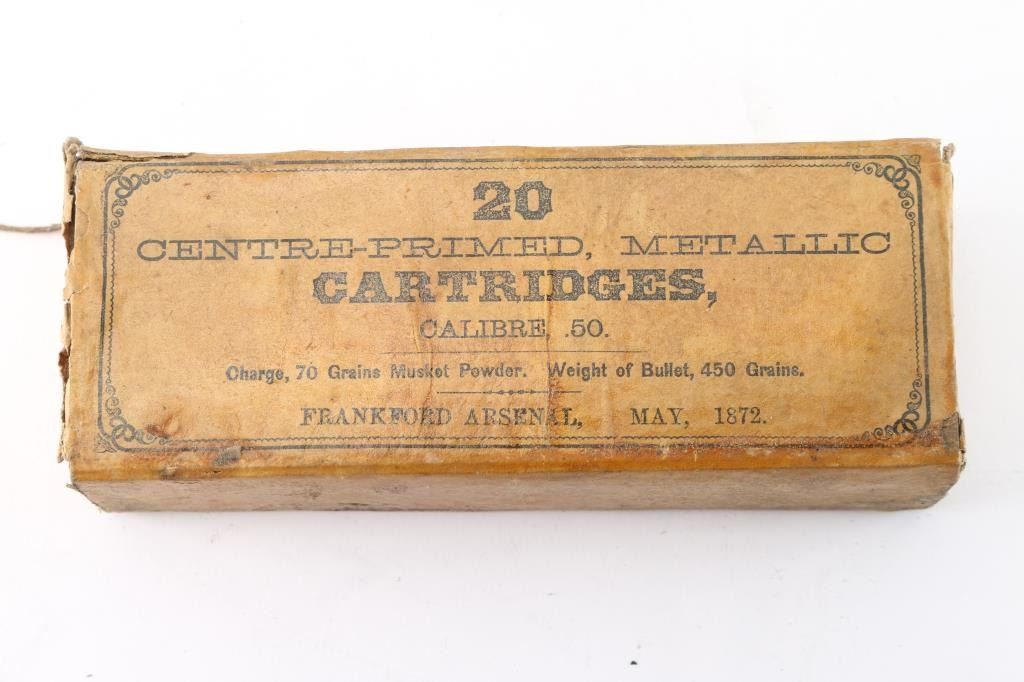 20
CENTRE-PRIMED, METALLIC
CARTRIDGES,
CALIBRE, .50.
Charge, 70 Grains Musket Powder. Weight of Bullet, 450 Grains.
FRANKFORD ARSENAL, MAY, 1872.